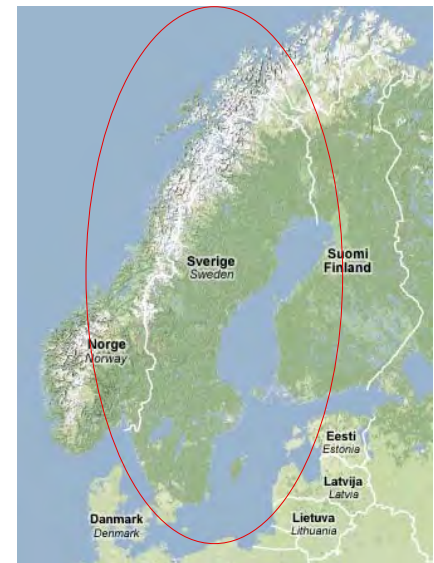 Sverige
Sweden
Suomi
Finland
Norge
Norway
Eesti
Estonia
Latvija
Latvia
Lietuva
Lithuania
Danmark
Denmark